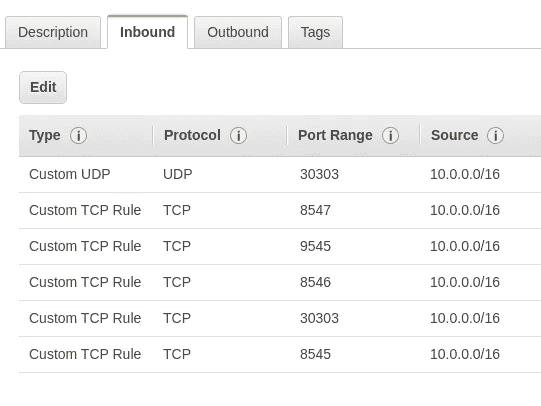 Description Inbound Outbound Tags
Edit
Type Protocol Port Range Source
Custom UDP UDP 30303 10.0.0.0/16
Custom TCP Rule TCP 8547 10.0.0.0/16
Custom TCP Rule TCP 9545 10.0.0.0/16
Custom TCP Rule TCP 8546 10.0.0.0/16
Custom TCP Rule TCP 30303 10.0.0.0/16
Custom TCP Rule TCP 8545 10.0.0.0/16